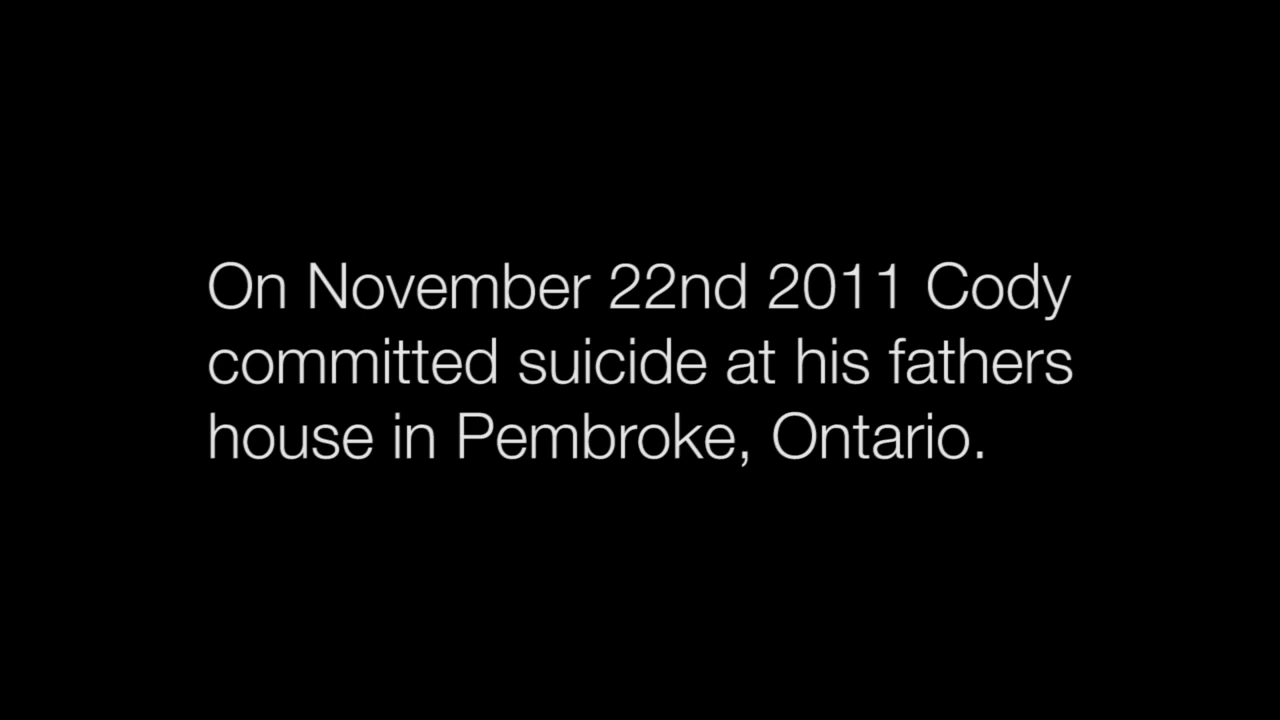 On November 22nd 2011 Cody
committed suicide at his fathers
house in Pembroke, Ontario.